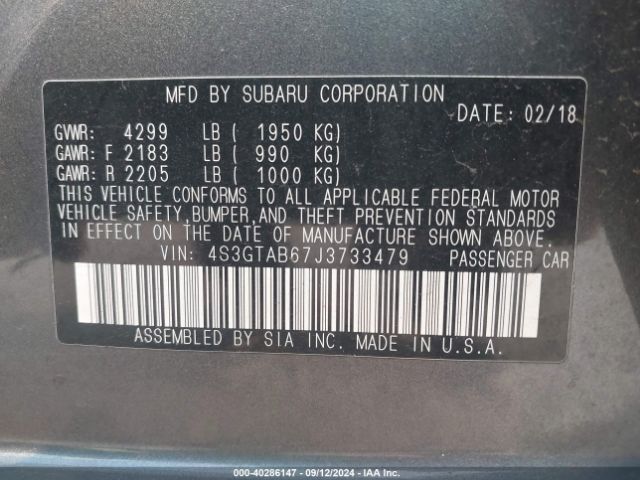 MFD BY SUBARU CORPORATION
DATE: 02/18
GVWR: 4299 LB ( 1950 KG)
GAWR: F 2183 LB ( 990 KG)
GAWR: R 2205 LB ( 1000 KG)
THIS VEHICLE CONFORMS TO ALL APPLICABLE FEDERAL MOTOR
VEHICLE SAFETY,BUMPER,AND THEFT PREVENTION STANDARDS
IN EFFECT ON THE DATE OF MANUFACTURE SHOWN ABOVE.
VIN: 4S3GTAB67J3733479 PASSENGER CAR
ASSEMBLED BY SIA INC. MADE IN U.S.A.
000-40286147 - 09/12/2024 - IAA Inc.